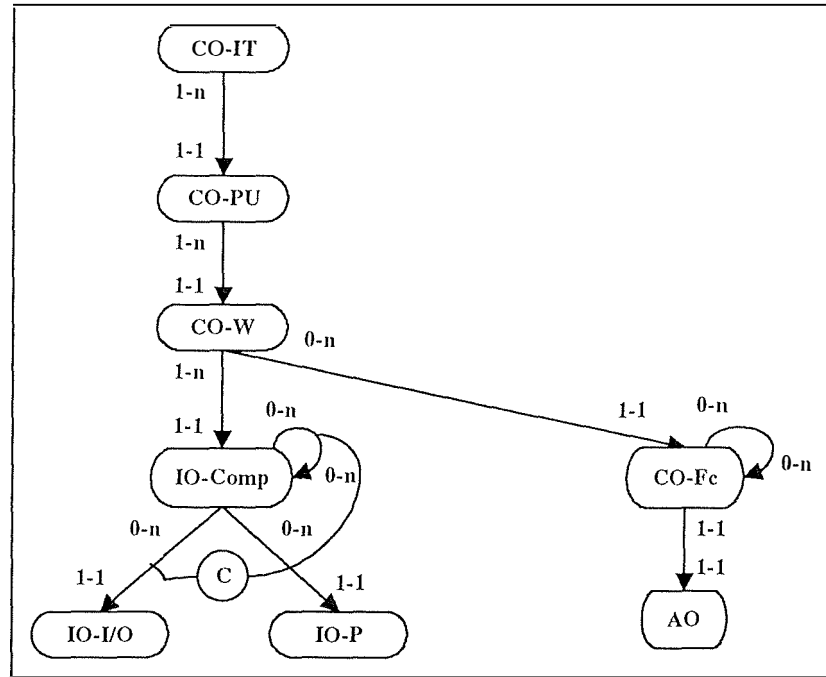 CO-IT
1-n
1-1
CO-PU
1-n
1-1
CO-W
0-n
1-n
1-1
0-n
0-n
IO-Comp
1-1
0-n
0-n
CO-Fc
0-n
0-n
1-1
C
1-1
1-1
1-1
IO-I/O
IO-P
AO